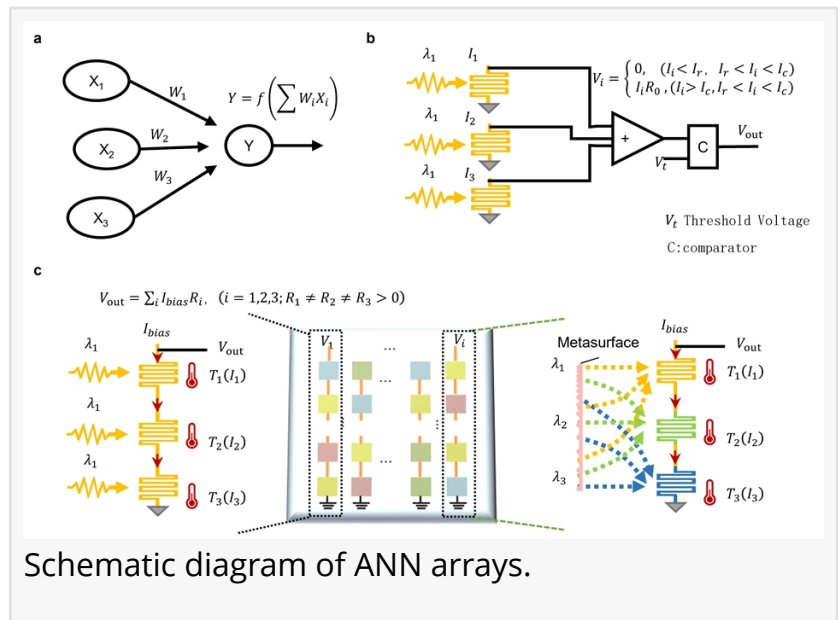 a
X₁
W₁
Y = f(∑ WᵢXᵢ)
X₂
W₂
Y
W₃
X₃
b
λ₁ I₁
Vᵢ = { 0, (Iᵢ< Iᵣ, Iᵣ < Iᵢ < I꜀)
IᵢR₀ ,(Iᵢ> I꜀,Iᵣ < Iᵢ < I꜀)
λ₁ I₂
+
Vₜ
C
Vout
λ₁ I₃
Vₜ Threshold Voltage
C:comparator
c
Vout = ∑ᵢ IbiasRᵢ, (i = 1,2,3; R₁ ≠ R₂ ≠ R₃ > 0)
Ibias
λ₁
Vout
T₁(I₁)
λ₁
T₂(I₂)
λ₁
T₃(I₃)
V₁ ... Vᵢ
...
...
Ibias
Metasurface
Vout
λ₁
T₁(I₁)
λ₂
T₂(I₂)
λ₃
T₃(I₃)
Schematic diagram of ANN arrays.